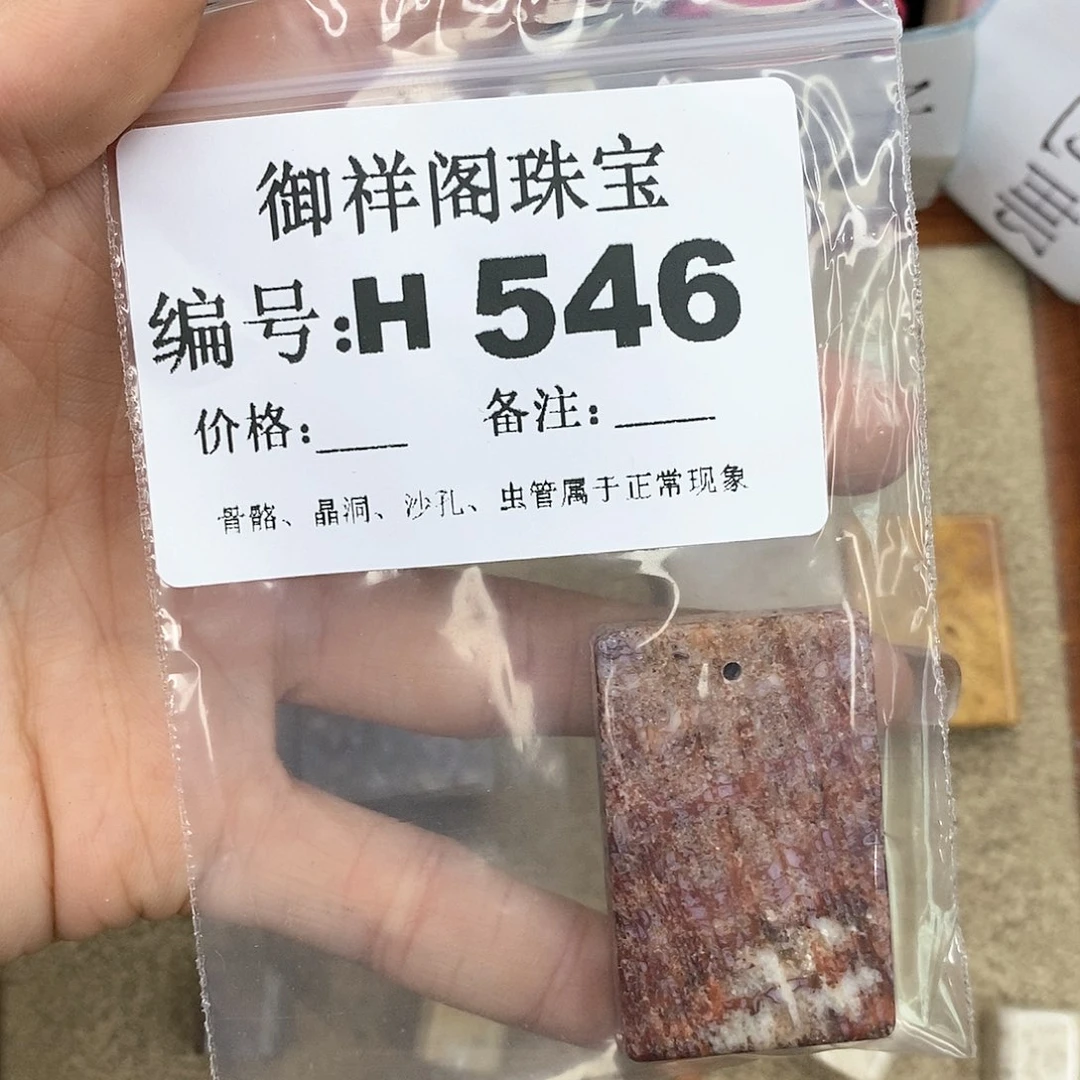 御祥阁珠宝
编号:H 546
价格:___ 备注:____
骨骼、晶洞、沙孔、虫管属于正常现象